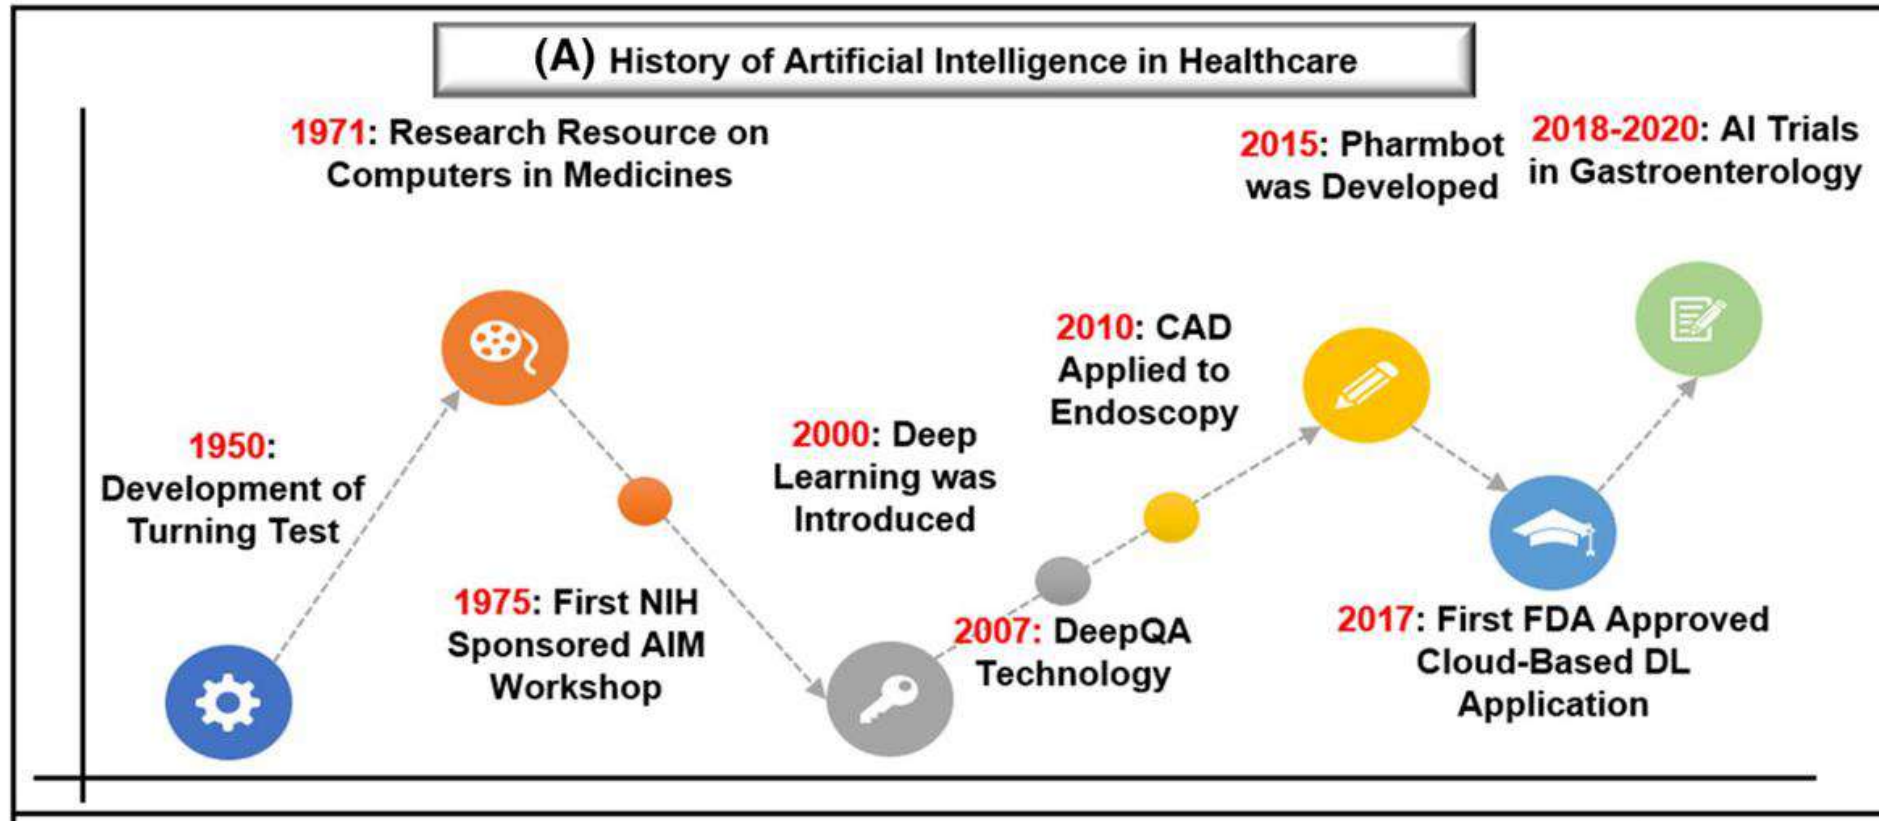 (A) History of Artificial Intelligence in Healthcare
1971: Research Resource on
Computers in Medicines
2015: Pharmbot
was Developed
2018-2020: AI Trials
in Gastroenterology
1950:
Development of
Turning Test
1975: First NIH
Sponsored AIM
Workshop
2000: Deep
Learning was
Introduced
2007: DeepQA
Technology
2010: CAD
Applied to
Endoscopy
2017: First FDA Approved
Cloud-Based DL
Application